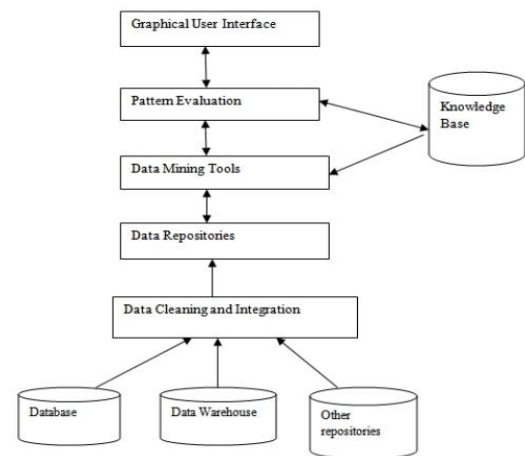 Graphical User Interface
Pattern Evaluation
Knowledge
Base
Data Mining Tools
Data Repositories
Data Cleaning and Integration
Database
Data Warehouse
Other
repositories